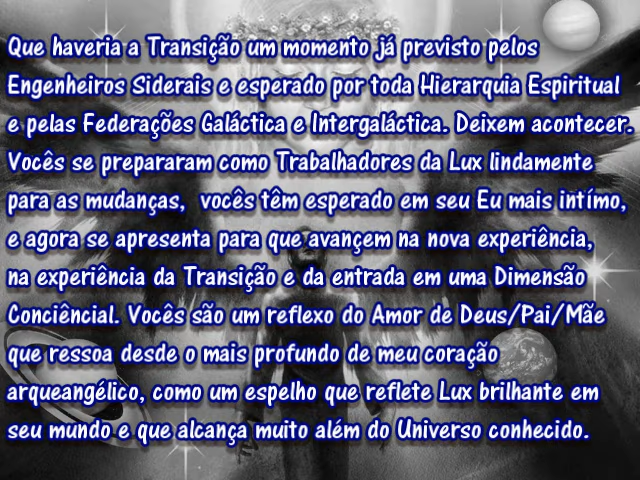 Que haveria a Transição um momento já previsto pelos
Engenheiros Siderais e esperado por toda Hierarquia Espiritual
e pelas Federações Galáctica e Intergaláctica. Deixem acontecer.
Vocês se prepararam como Trabalhadores da Lux lindamente
para as mudanças, vocês têm esperado em seu Eu mais intímo,
e agora se apresenta para que avançem na nova experiência,
na experiência da Transição e da entrada em uma Dimensão
Conciêncial. Vocês são um reflexo do Amor de Deus/Pai/Mãe
que ressoa desde o mais profundo de meu coração
arqueangélico, como um espelho que reflete Lux brilhante em
seu mundo e que alcança muito além do Universo conhecido.